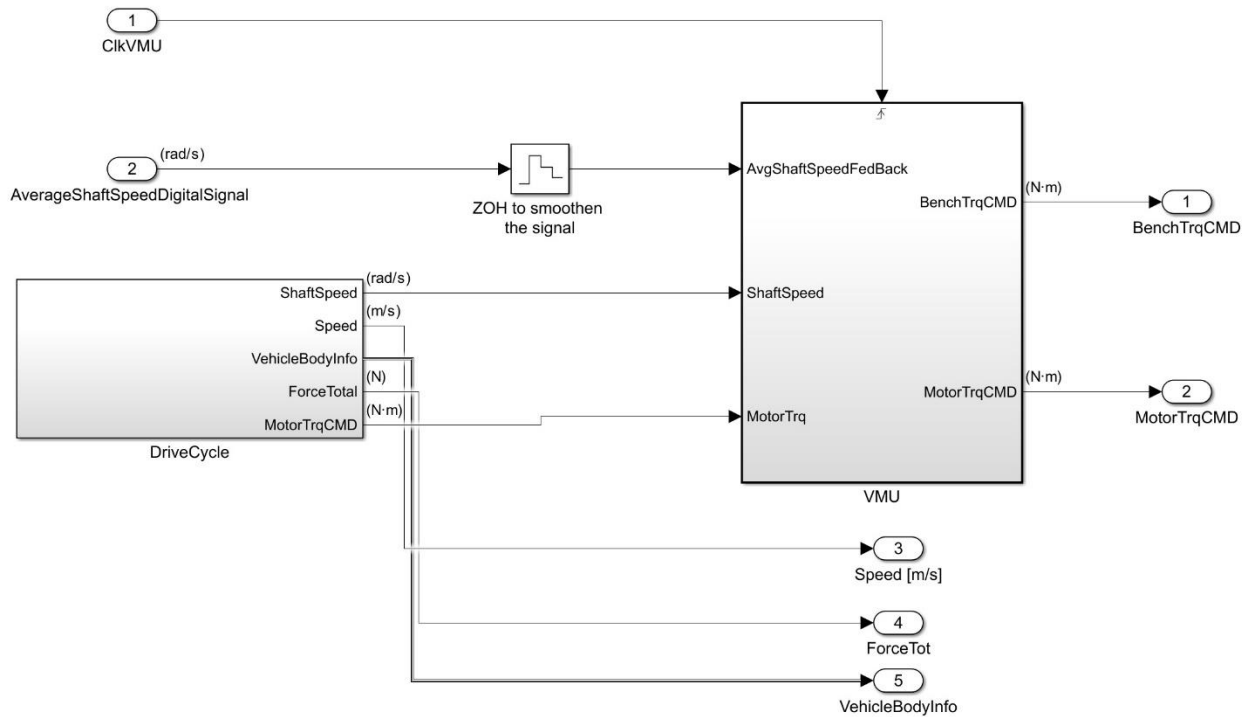 1
ClkVMU
2
(rad/s)
AverageShaftSpeedDigitalSignal
ZOH to smoothen
the signal
AvgShaftSpeedFedBack
BenchTrqCMD
(N·m)
1
BenchTrqCMD
ShaftSpeed
(rad/s)
Speed
(m/s)
VehicleBodyInfo
ForceTotal
(N)
MotorTrqCMD
(N·m)
DriveCycle
ShaftSpeed
MotorTrq
MotorTrqCMD
(N·m)
2
MotorTrqCMD
VMU
3
Speed [m/s]
4
ForceTot
5
VehicleBodyInfo